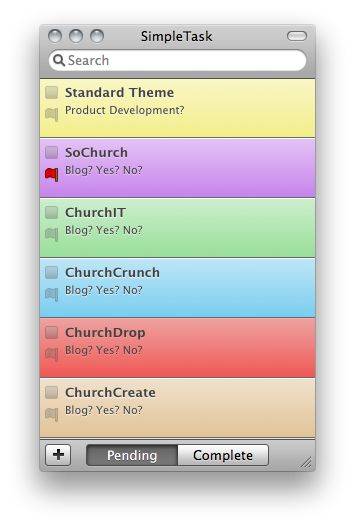 SimpleTask
Search
Standard Theme
Product Development?
SoChurch
Blog? Yes? No?
ChurchIT
Blog? Yes? No?
ChurchCrunch
Blog? Yes? No?
ChurchDrop
Blog? Yes? No?
ChurchCreate
Blog? Yes? No?
+ Pending Complete